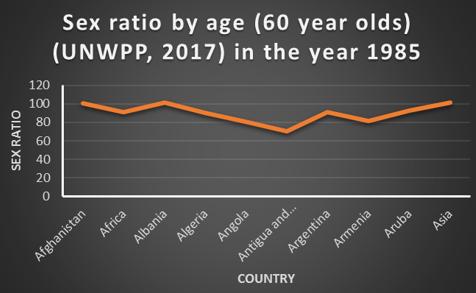 Sex ratio by age (60 year olds)
(UNWPP, 2017) in the year 1985
120
100
80
60
40
20
0
SEX RATIO
Afghanistan
Africa
Albania
Algeria
Angola
Antigua and...
Argentina
Armenia
Aruba
Asia
COUNTRY